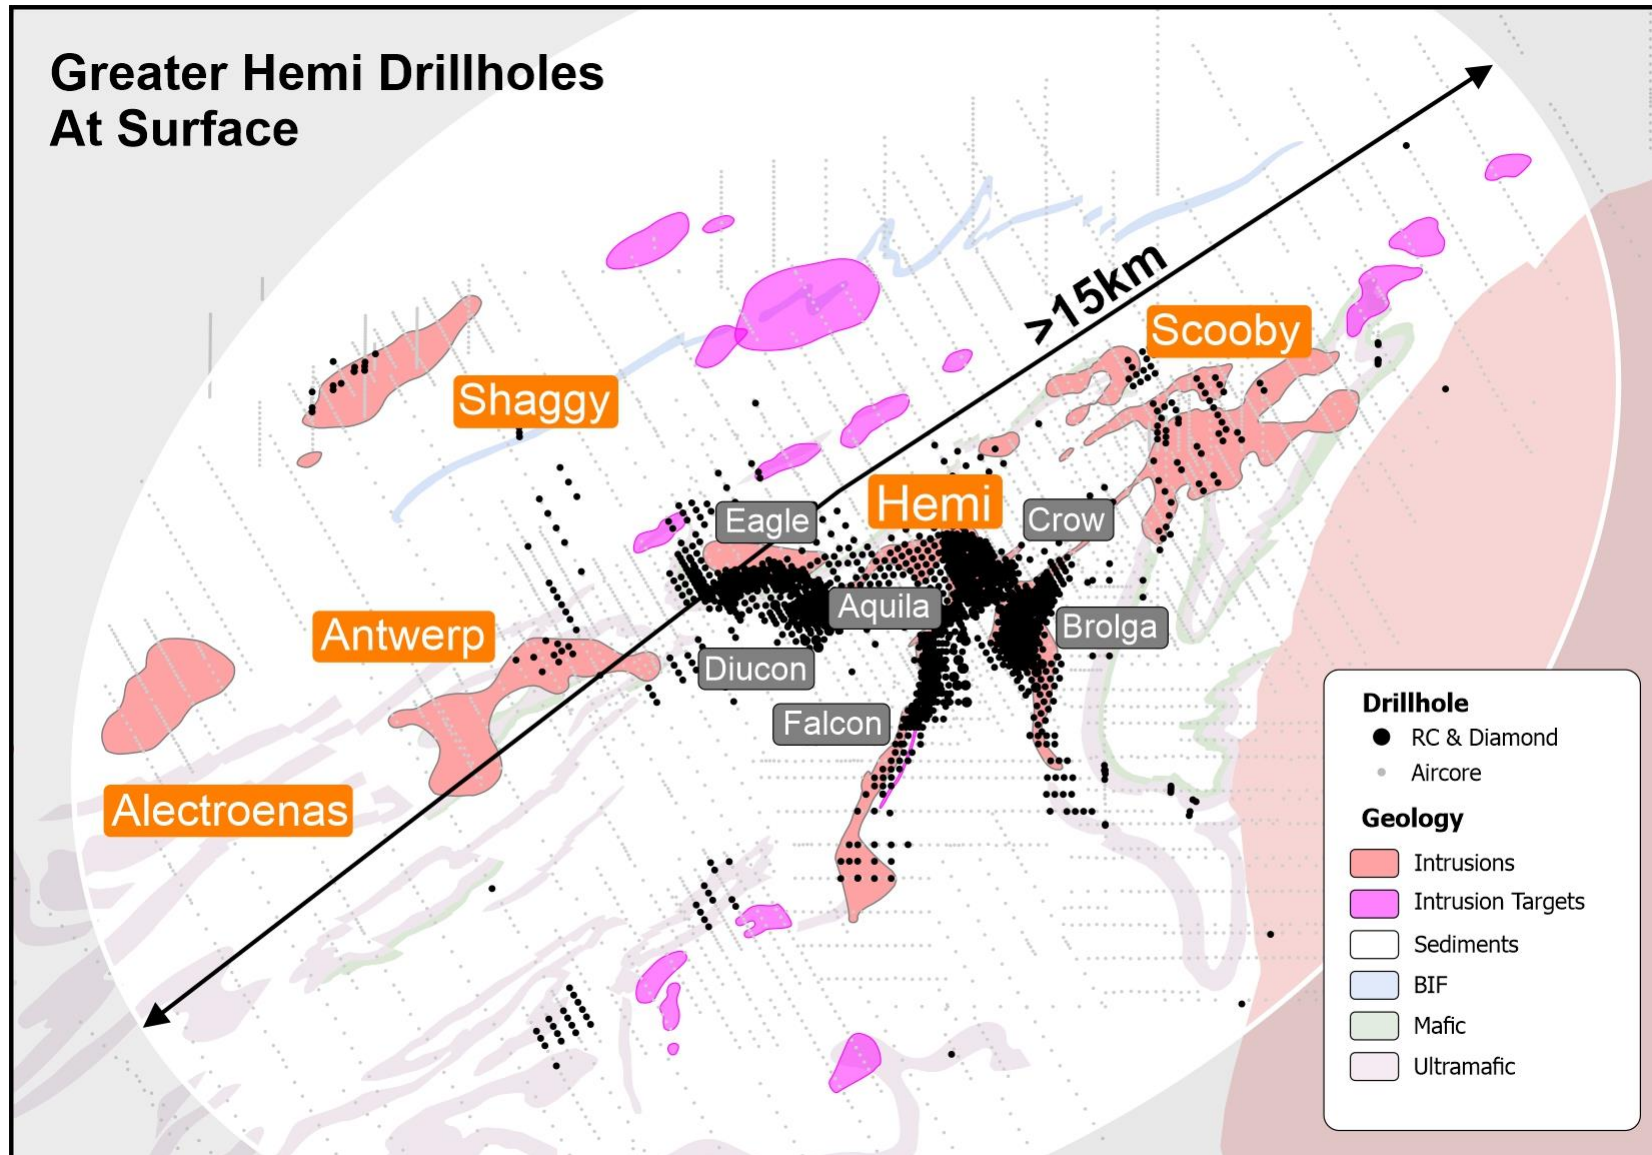 Greater Hemi Drillholes
At Surface
>15km
Scooby
Shaggy
Hemi
Eagle
Crow
Aquila
Antwerp
Brolga
Diucon
Falcon
Alectroenas
Drillhole
RC & Diamond
Aircore
Geology
Intrusions
Intrusion Targets
Sediments
BIF
Mafic
Ultramafic